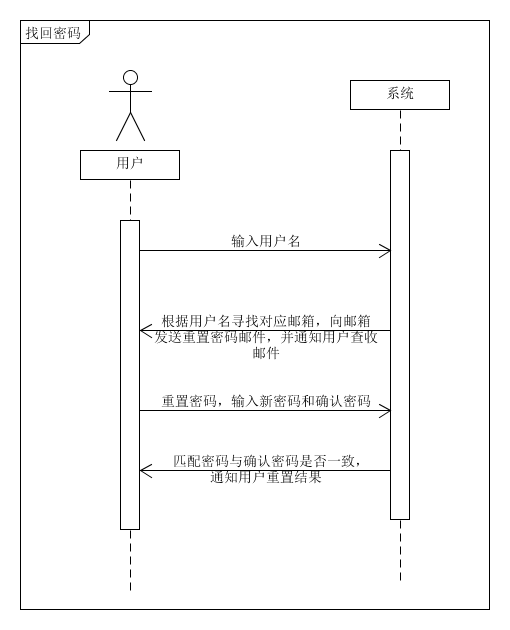 找回密码
系统
用户
输入用户名
根据用户名寻找对应邮箱，向邮箱
发送重置密码邮件，并通知用户查收
邮件
重置密码，输入新密码和确认密码
匹配密码与确认密码是否一致，
通知用户重置结果